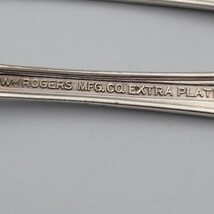 Wᴹ ROGERS MFG. CO. EXTRA PLAT